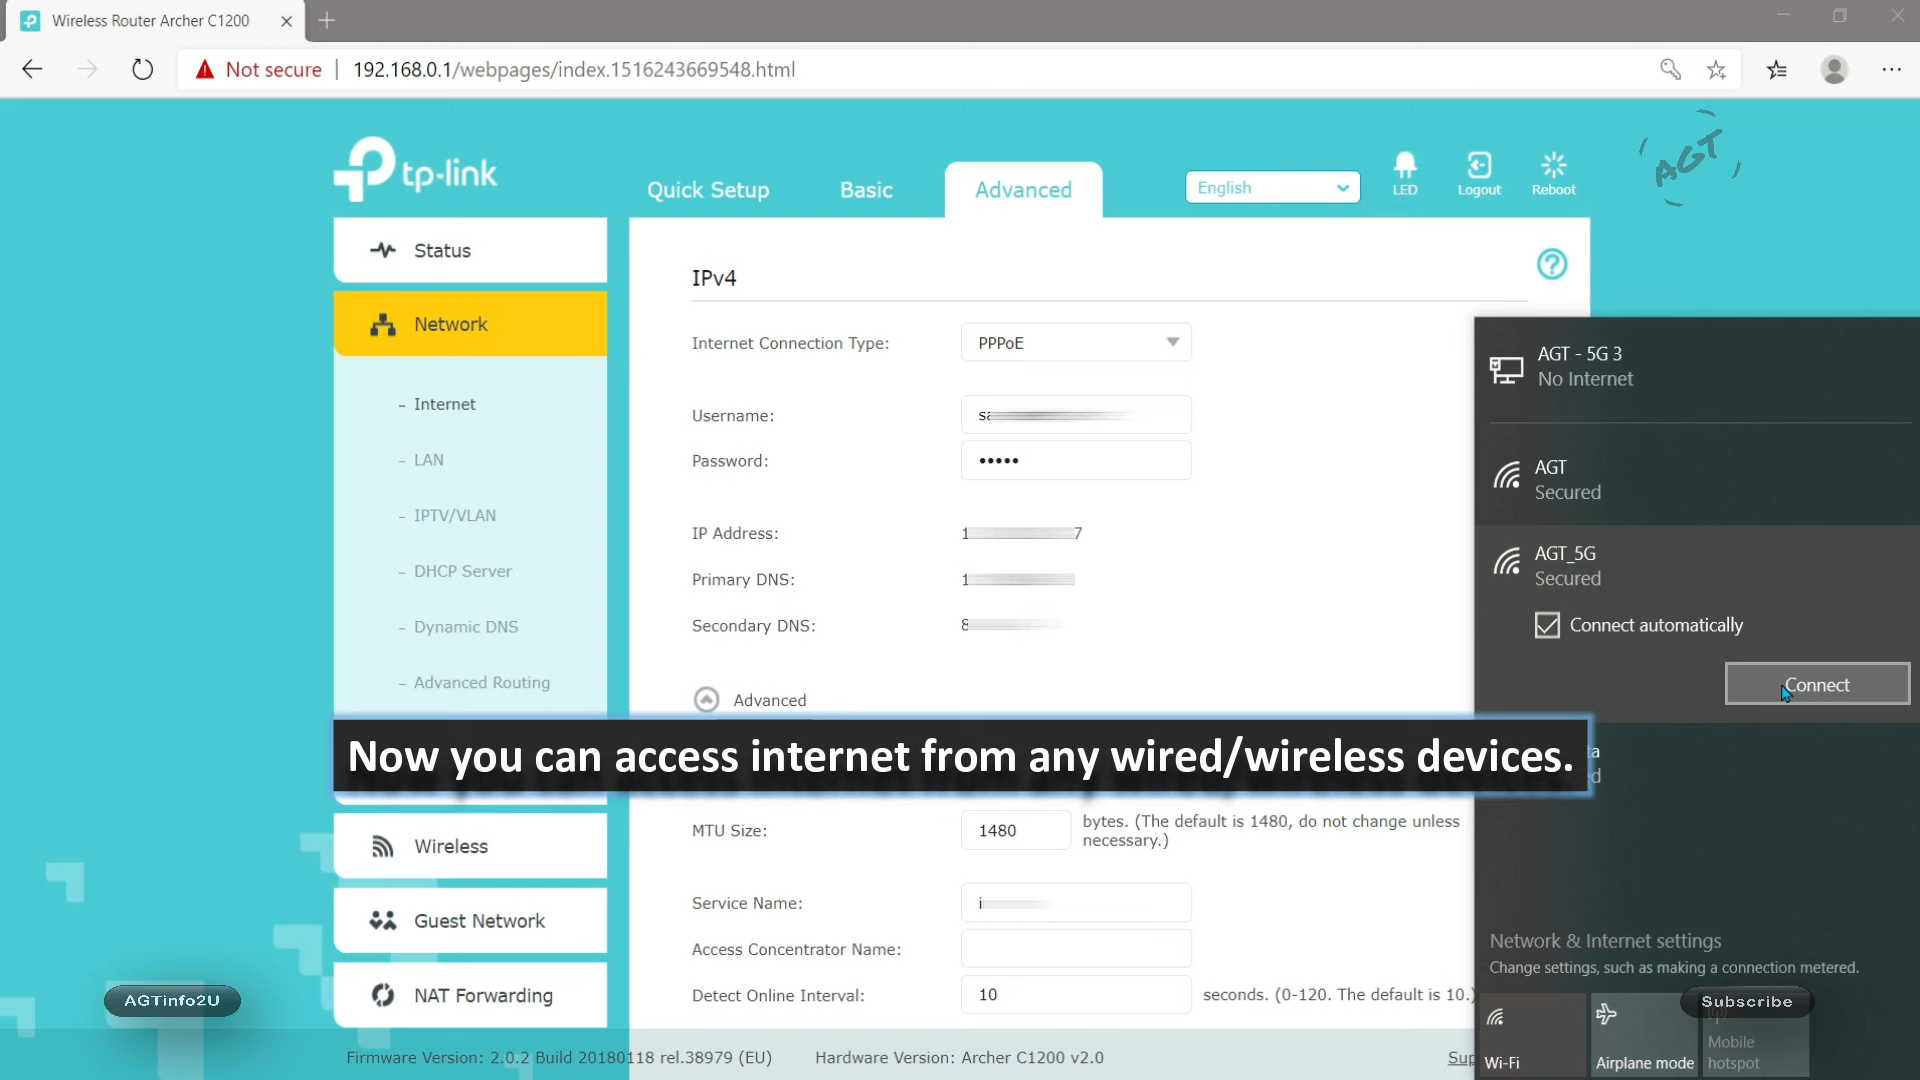 Wireless Router Archer C1200
Not secure | 192.168.0.1/webpages/index.1516243669548.html
AGT
tp-link
Quick Setup
Basic
Advanced
English
LED
Logout
Reboot
Status
Network
- Internet
- LAN
- IPTV/VLAN
- DHCP Server
- Dynamic DNS
- Advanced Routing
Wireless
Guest Network
NAT Forwarding
IPv4
Internet Connection Type: PPPoE
Username:
Password: •••••
IP Address:
Primary DNS:
Secondary DNS:
Advanced
Now you can access internet from any wired/wireless devices.
MTU Size: 1480 bytes. (The default is 1480, do not change unless
necessary.)
Service Name:
Access Concentrator Name:
Detect Online Interval: 10 seconds. (0-120. The default is 10.)
AGT - 5G 3
No Internet
AGT
Secured
AGT_5G
Secured
Connect automatically
Connect
Network & Internet settings
Change settings, such as making a connection metered.
Wi-Fi
Airplane mode
Mobile
hotspot
AGTinfo2U
Subscribe
Firmware Version: 2.0.2 Build 20180118 rel.38979 (EU)
Hardware Version: Archer C1200 v2.0